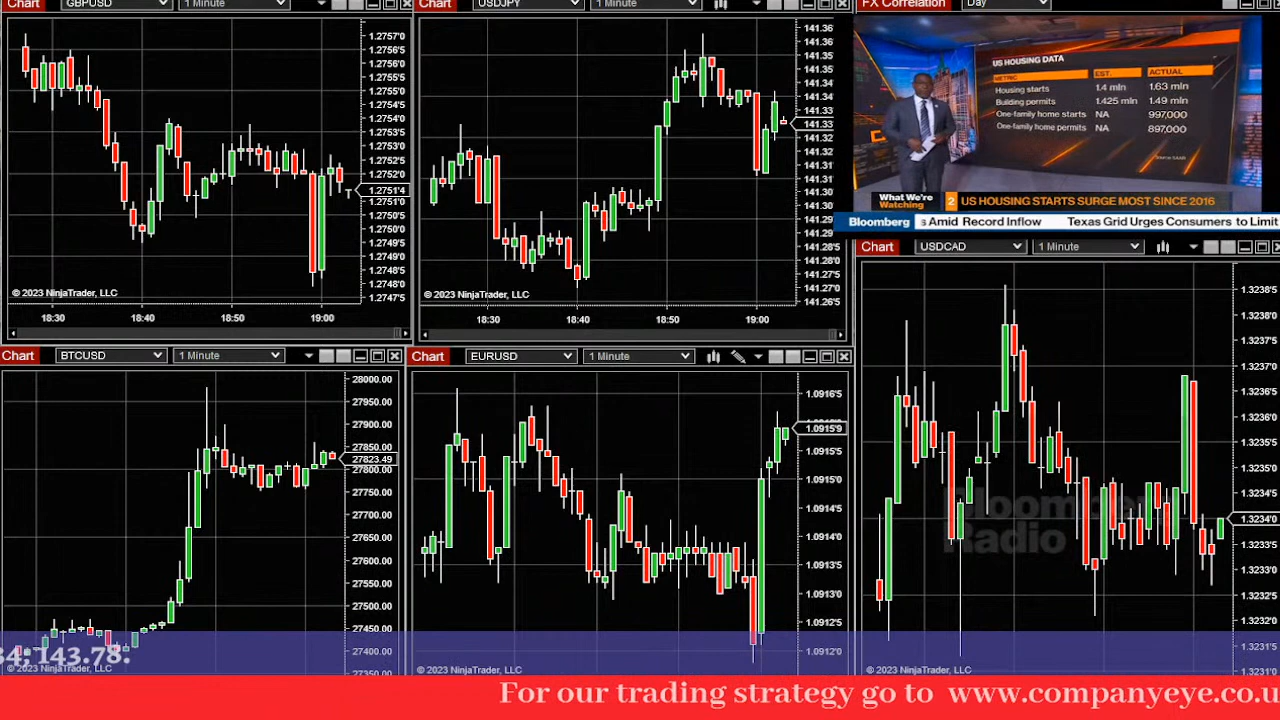 Chart GBPUSD 1 Minute
1.2757'0
1.2756'5
1.2756'0
1.2755'5
1.2755'0
1.2754'5
1.2754'0
1.2753'5
1.2753'0
1.2752'5
1.2752'0
1.2751'4
1.2750'5
1.2750'0
1.2749'5
1.2749'0
1.2748'5
1.2748'0
1.2747'5
© 2023 NinjaTrader, LLC
18:30 18:40 18:50 19:00
Chart USDJPY 1 Minute
141.36
141.35
141.34
141.33
141.32
141.31
141.30
141.29
141.28'5
141.27'5
141.26'5
© 2023 NinjaTrader, LLC
18:30 18:40 18:50 19:00
FX Correlation Day
US HOUSING DATA
METRIC EST. ACTUAL
Housing starts 1.4 mln 1.63 mln
Building permits 1.425 mln 1.49 mln
One-family home starts NA 997,000
One-family home permits NA 897,000
What We're
Watching
2 US HOUSING STARTS SURGE MOST SINCE 2016
Bloomberg s Amid Record Inflow Texas Grid Urges Consumers to Limit
Chart BTCUSD 1 Minute
28000.00
27950.00
27900.00
27850.00
27823.49
27800.00
27750.00
27700.00
27650.00
27600.00
27550.00
27500.00
27450.00
27400.00
27350.00
© 2023 NinjaTrader, LLC
Chart EURUSD 1 Minute
1.0916'5
1.0915'9
1.0915'5
1.0915'0
1.0914'5
1.0914'0
1.0913'5
1.0913'0
1.0912'5
1.0912'0
© 2023 NinjaTrader, LLC
Chart USDCAD 1 Minute
1.3238'5
1.3238'0
1.3237'5
1.3237'0
1.3236'5
1.3236'0
1.3235'5
1.3235'0
1.3234'5
1.3234'0
1.3233'5
1.3233'0
1.3232'5
1.3232'0
1.3231'5
1.3231'0
Radio
© 2023 NinjaTrader, LLC
34; 143.78.
For our trading strategy go to www.companyeye.co.u